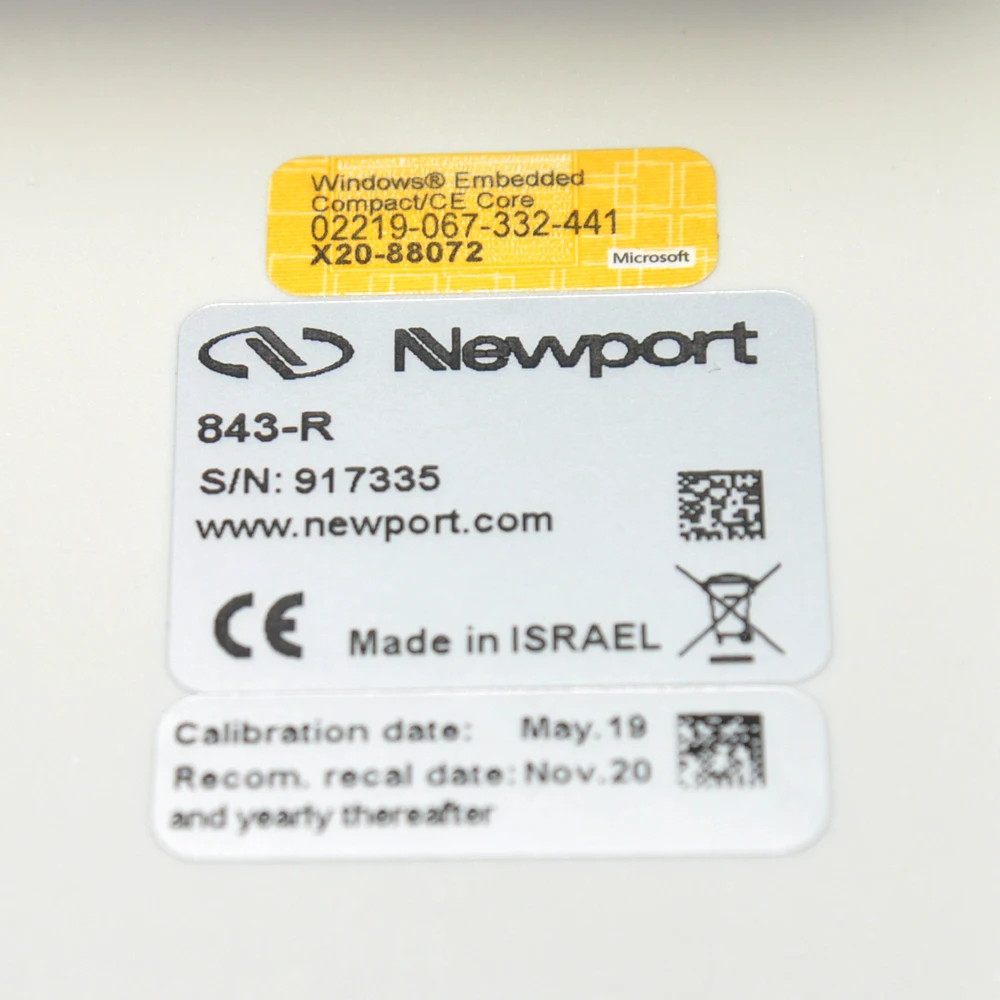 Windows® Embedded
Compact/CE Core
02219-067-332-441
X20-88072
Microsoft
Newport
843-R
S/N: 917335
www.newport.com
CE
Made in ISRAEL
Calibration date: May.19
Recom. recal date: Nov.20
and yearly thereafter